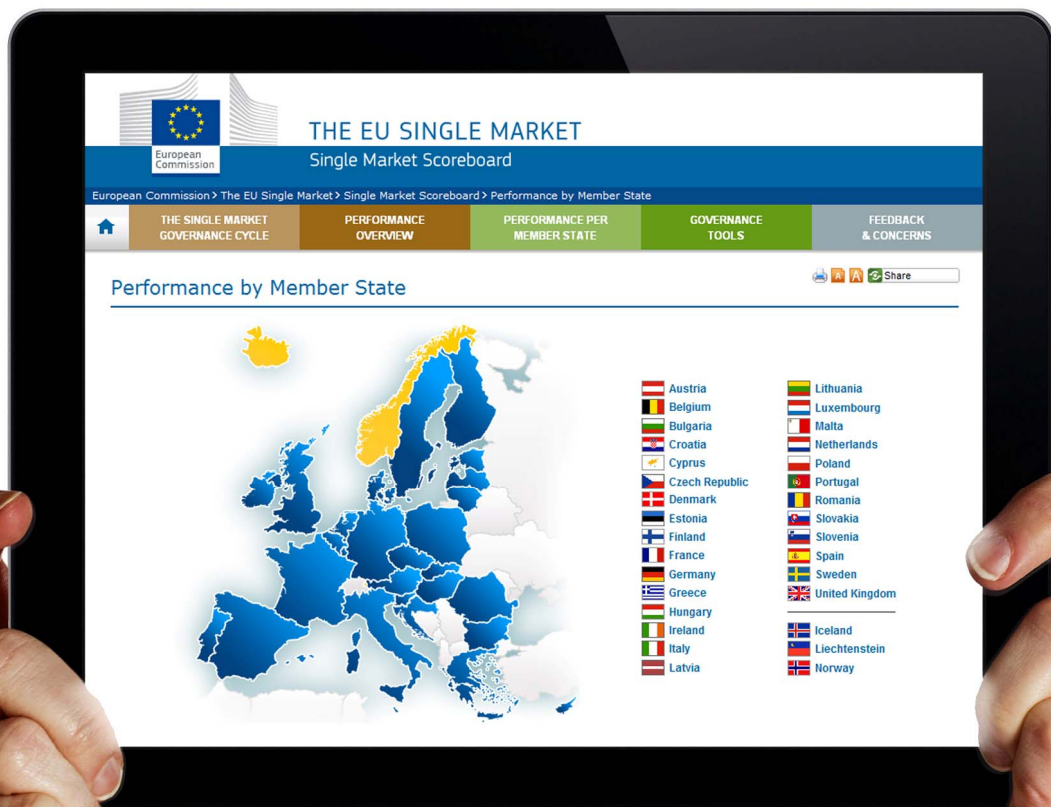 European
Commission
THE EU SINGLE MARKET
Single Market Scoreboard
European Commission > The EU Single Market > Single Market Scoreboard > Performance by Member State
THE SINGLE MARKET
GOVERNANCE CYCLE
PERFORMANCE
OVERVIEW
PERFORMANCE PER
MEMBER STATE
GOVERNANCE
TOOLS
FEEDBACK
& CONCERNS
A A Share
Performance by Member State
Austria
Belgium
Bulgaria
Croatia
Cyprus
Czech Republic
Denmark
Estonia
Finland
France
Germany
Greece
Hungary
Ireland
Italy
Latvia
Lithuania
Luxembourg
Malta
Netherlands
Poland
Portugal
Romania
Slovakia
Slovenia
Spain
Sweden
United Kingdom
Iceland
Liechtenstein
Norway